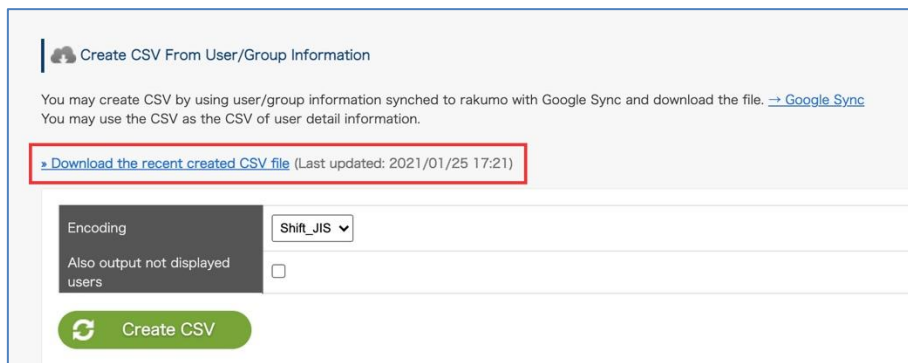 Create CSV From User/Group Information
You may create CSV by using user/group information synched to rakumo with Google Sync and download the file. → Google Sync
You may use the CSV as the CSV of user detail information.
» Download the recent created CSV file (Last updated: 2021/01/25 17:21)
Encoding Shift_JIS
Also output not displayed
users
Create CSV